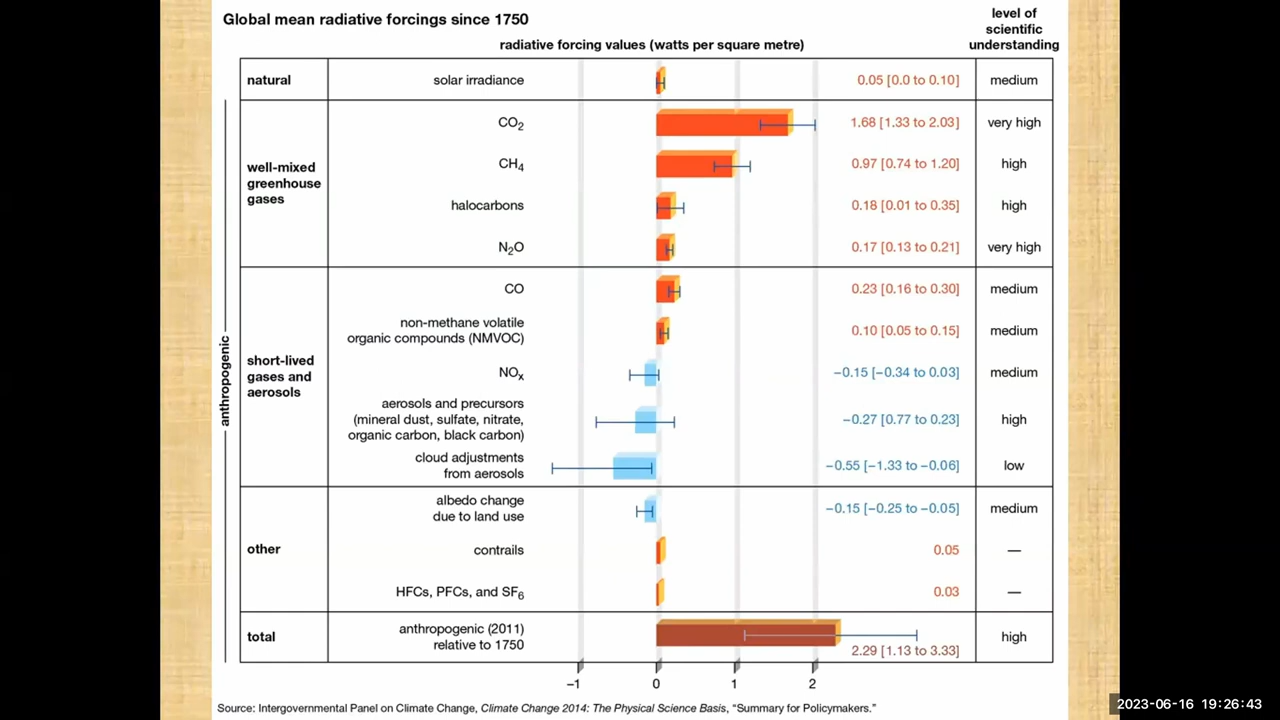 Global mean radiative forcings since 1750
radiative forcing values (watts per square metre)
level of
scientific
understanding
natural
solar irradiance
0.05 [0.0 to 0.10]
medium
anthropogenic
well-mixed
greenhouse
gases
CO₂
1.68 [1.33 to 2.03]
very high
CH₄
0.97 [0.74 to 1.20]
high
halocarbons
0.18 [0.01 to 0.35]
high
N₂O
0.17 [0.13 to 0.21]
very high
short-lived
gases and
aerosols
CO
0.23 [0.16 to 0.30]
medium
non-methane volatile
organic compounds (NMVOC)
0.10 [0.05 to 0.15]
medium
NOₓ
−0.15 [−0.34 to 0.03]
medium
aerosols and precursors
(mineral dust, sulfate, nitrate,
organic carbon, black carbon)
−0.27 [0.77 to 0.23]
high
cloud adjustments
from aerosols
−0.55 [−1.33 to −0.06]
low
other
albedo change
due to land use
−0.15 [−0.25 to −0.05]
medium
contrails
0.05
—
HFCs, PFCs, and SF₆
0.03
—
total
anthropogenic (2011)
relative to 1750
2.29 [1.13 to 3.33]
high
−1 0 1 2
Source: Intergovernmental Panel on Climate Change, Climate Change 2014: The Physical Science Basis, “Summary for Policymakers.”
2023-06-16 19:26:43